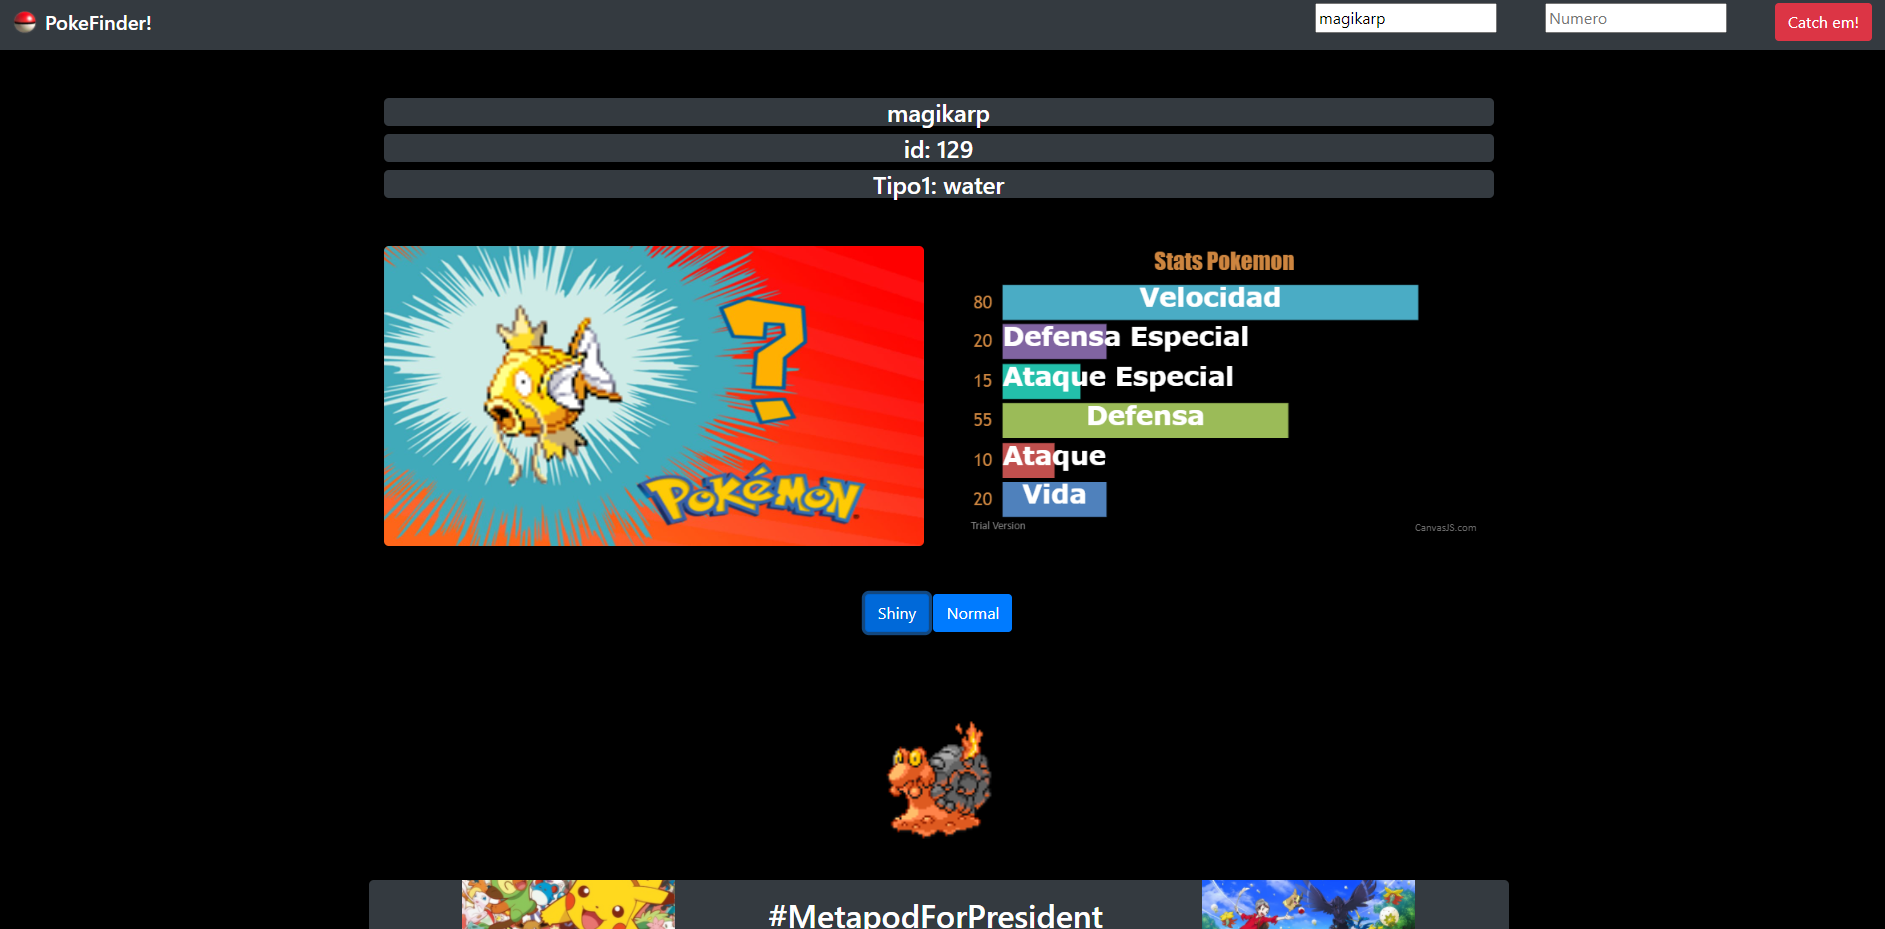 PokeFinder!
magikarp
Numero
Catch em!
magikarp
id: 129
Tipo1: water
?
POKéMON
Stats Pokemon
80 Velocidad
20 Defensa Especial
15 Ataque Especial
55 Defensa
10 Ataque
20 Vida
Trial Version
CanvasJS.com
Shiny
Normal
#MetapodForPresident